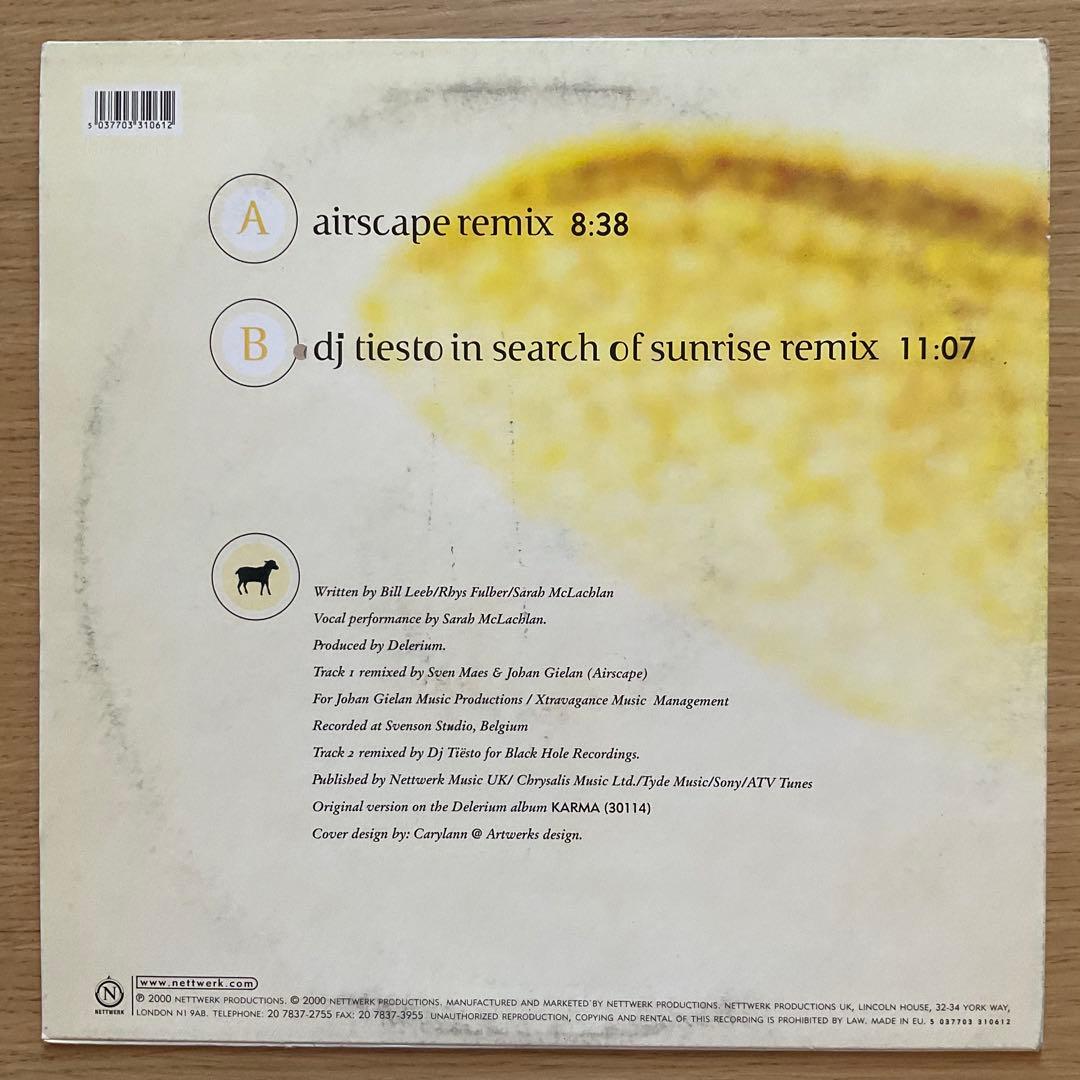 5 037703 310612
A airscape remix 8:38
B dj tiesto in search of sunrise remix 11:07
Written by Bill Leeb/Rhys Fulber/Sarah McLachlan
Vocal performance by Sarah McLachlan.
Produced by Delerium.
Track 1 remixed by Sven Maes & Johan Gielan (Airscape)
For Johan Gielan Music Productions / Xtravagance Music Management
Recorded at Svenson Studio, Belgium
Track 2 remixed by Dj Tiësto for Black Hole Recordings.
Published by Nettwerk Music UK/ Chrysalis Music Ltd./Tyde Music/Sony/ATV Tunes
Original version on the Delerium album KARMA (30114)
Cover design by: Carylann @ Artwerks design.
N
NETTWERK
www.nettwerk.com
℗ 2000 NETTWERK PRODUCTIONS. © 2000 NETTWERK PRODUCTIONS. MANUFACTURED AND MARKETED BY NETTWERK PRODUCTIONS. NETTWERK PRODUCTIONS UK, LINCOLN HOUSE, 32-34 YORK WAY,
LONDON N1 9AB. TELEPHONE: 20 7837-2755 FAX: 20 7837-3955 UNAUTHORIZED REPRODUCTION, COPYING AND RENTAL OF THIS RECORDING IS PROHIBITED BY LAW. MADE IN EU. 5 037703 310612